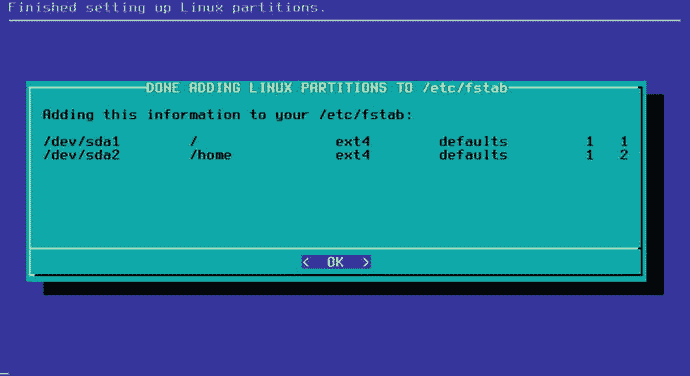 Finished setting up Linux partitions.
DONE ADDING LINUX PARTITIONS TO /etc/fstab
Adding this information to your /etc/fstab:
/dev/sda1 / ext4 defaults 1 1
/dev/sda2 /home ext4 defaults 1 2
< OK >